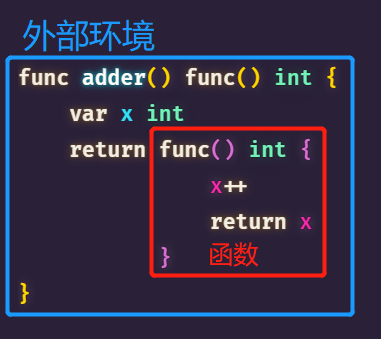 外部环境
func adder() func() int {
    var x int
    return func() int {
        x++
        return x
    } 函数
}